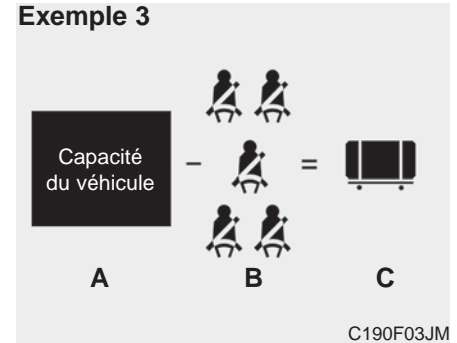 Exemple 3
Capacité
du véhicule
- =
A B C
C190F03JM